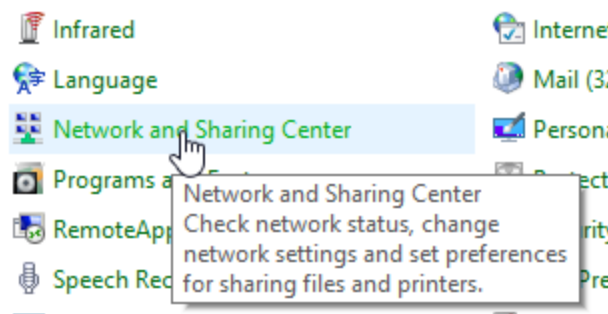 Infrared
Language
Network and Sharing Center
Programs a
RemoteApp
Speech Rec
Network and Sharing Center
Check network status, change
network settings and set preferences
for sharing files and printers.
Interne
Mail (32
Persona